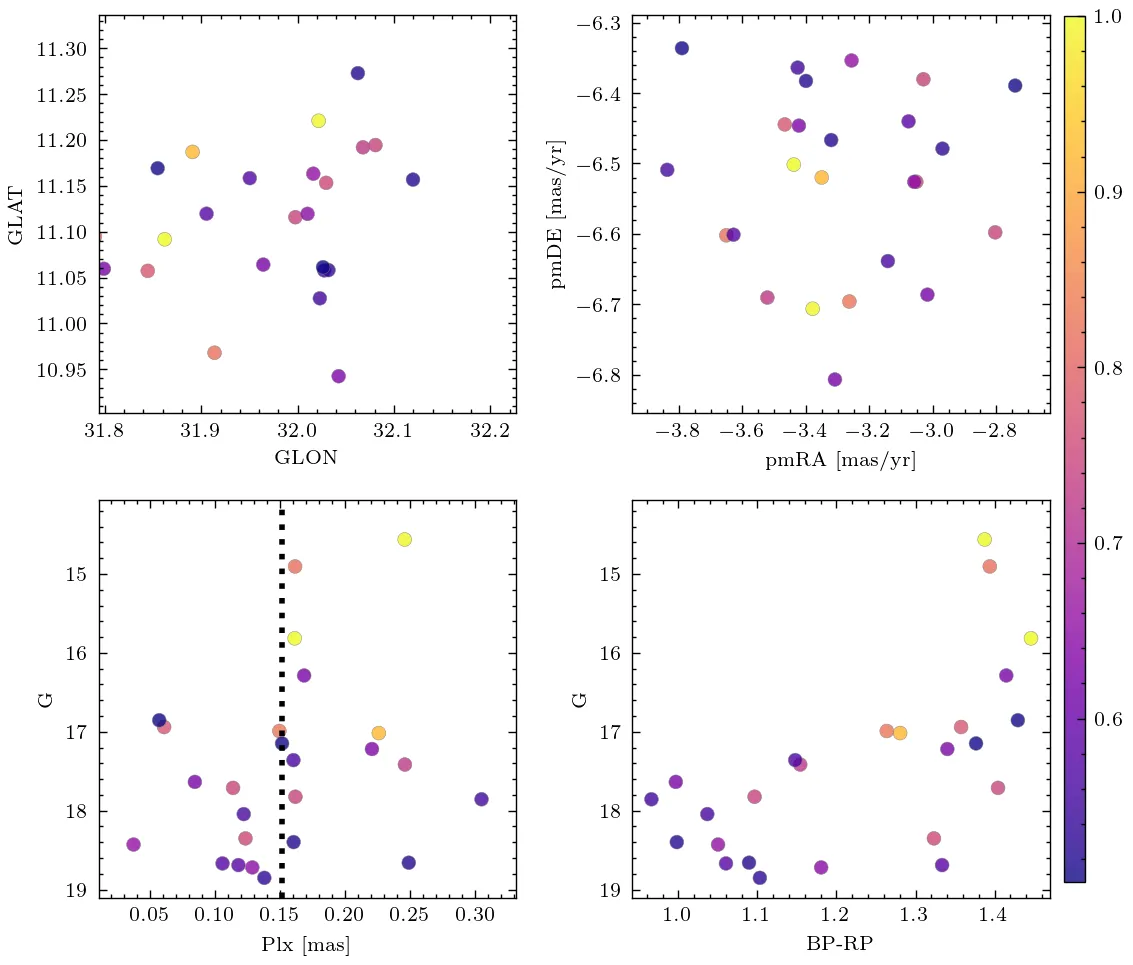 11.30
11.25
11.20
11.15
11.10
11.05
11.00
10.95
GLAT
31.8 31.9 32.0 32.1 32.2
GLON
−6.3
−6.4
−6.5
−6.6
−6.7
−6.8
pmDE [mas/yr]
−3.8 −3.6 −3.4 −3.2 −3.0 −2.8
pmRA [mas/yr]
1.0
0.9
0.8
0.7
0.6
15
16
17
18
19
G
0.05 0.10 0.15 0.20 0.25 0.30
Plx [mas]
15
16
17
18
19
G
1.0 1.1 1.2 1.3 1.4
BP-RP